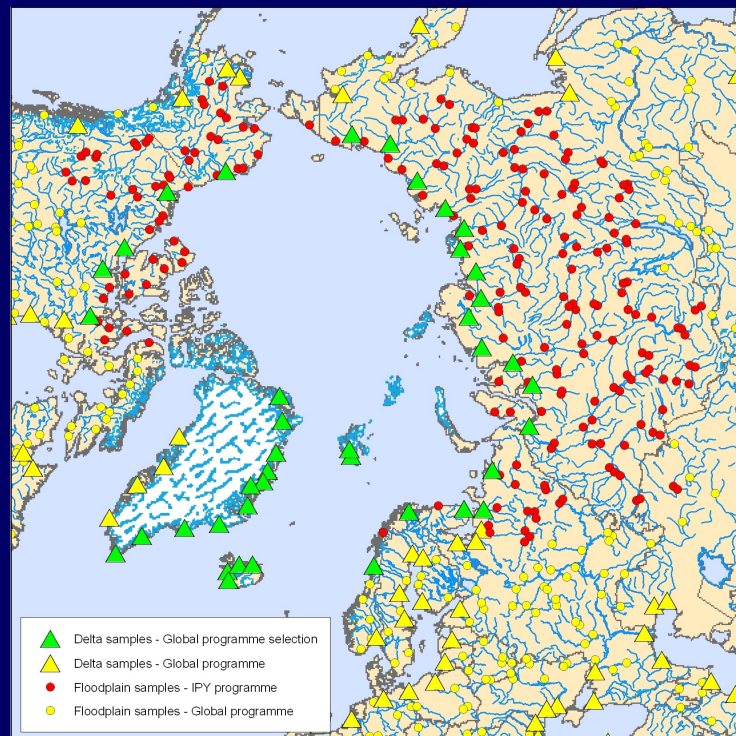 Delta samples - Global programme selection
Delta samples - Global programme
Floodplain samples - IPY programme
Floodplain samples - Global programme